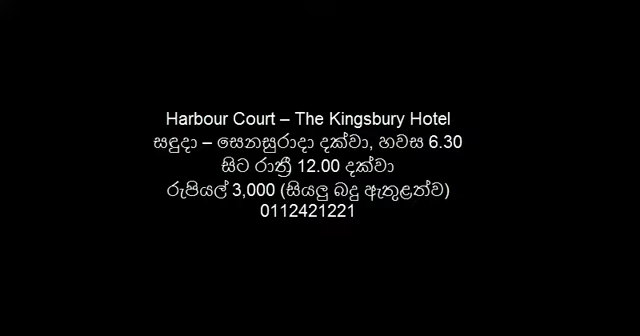 Harbour Court – The Kingsbury Hotel
සඳුදා – සෙනසුරාදා දක්වා, හවස 6.30
සිට රාත්‍රී 12.00 දක්වා
රුපියල් 3,000 (සියලු බදු ඇතුළත්ව)
0112421221